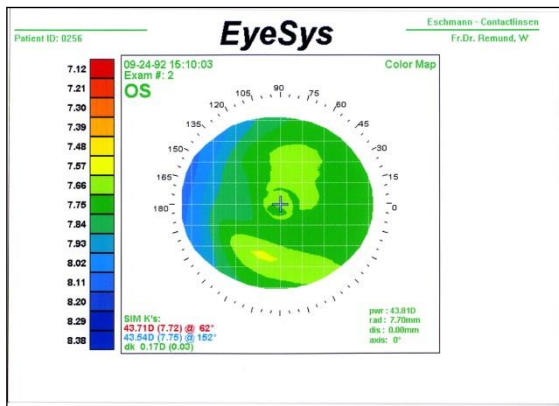 EyeSys
Eschmann - Contactlinsen
Patient ID: 0256
Fr.Dr. Remund, W
09-24-92 15:10:03
Exam #: 2
OS
Color Map
7.12
7.21
7.30
7.39
7.48
7.57
7.66
7.75
7.84
7.93
8.02
8.11
8.20
8.29
8.38
90
75
60
45
30
15
0
105
120
135
150
165
180
SIM K's:
43.71D (7.72) @ 62°
43.54D (7.75) @ 152°
dk 0.17D (0.03)
pwr : 43.81D
rad : 7.70mm
dis : 0.00mm
axis: 0°